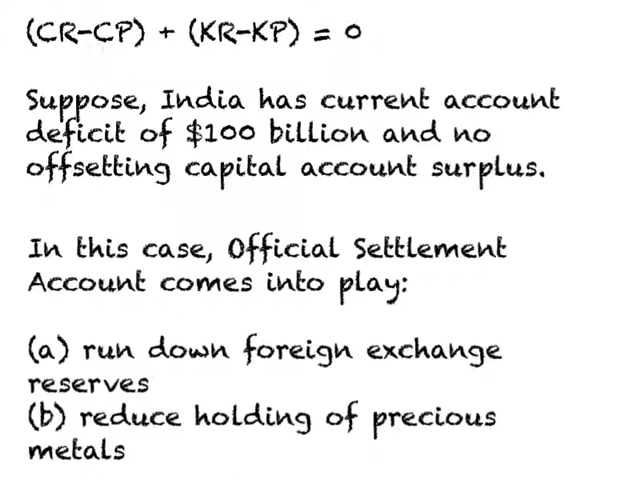 (CR-CP) + (KR-KP) = 0
Suppose, India has current account
deficit of $100 billion and no
offsetting capital account surplus.
In this case, Official Settlement
Account comes into play:
(a) run down foreign exchange
reserves
(b) reduce holding of precious
metals